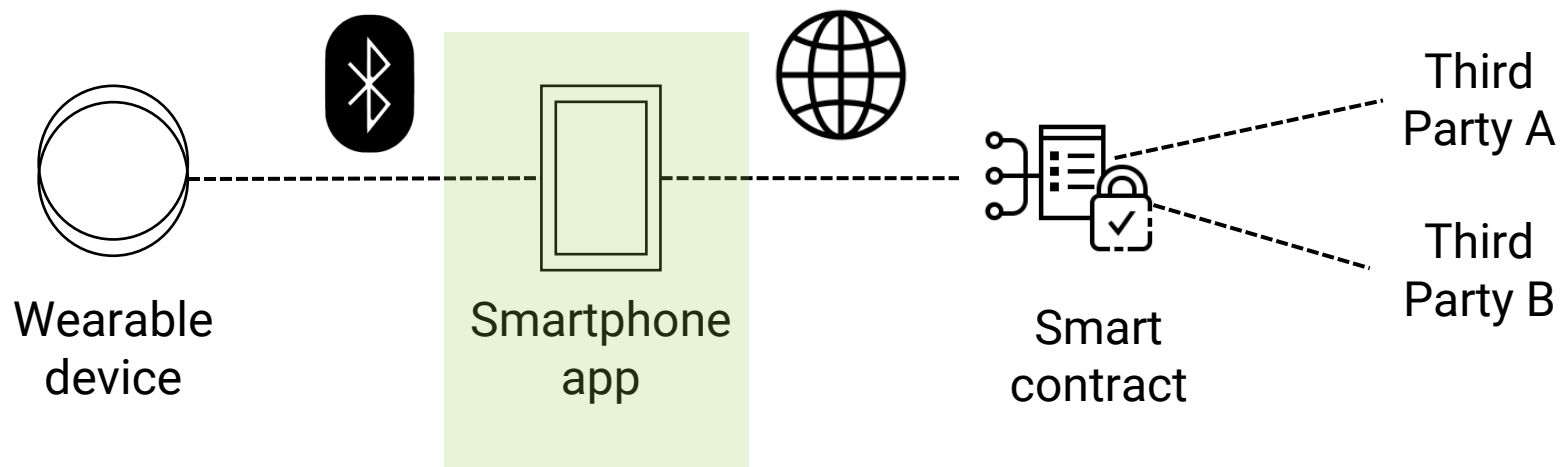 Wearable
device
Smartphone
app
Smart
contract
Third
Party A
Third
Party B